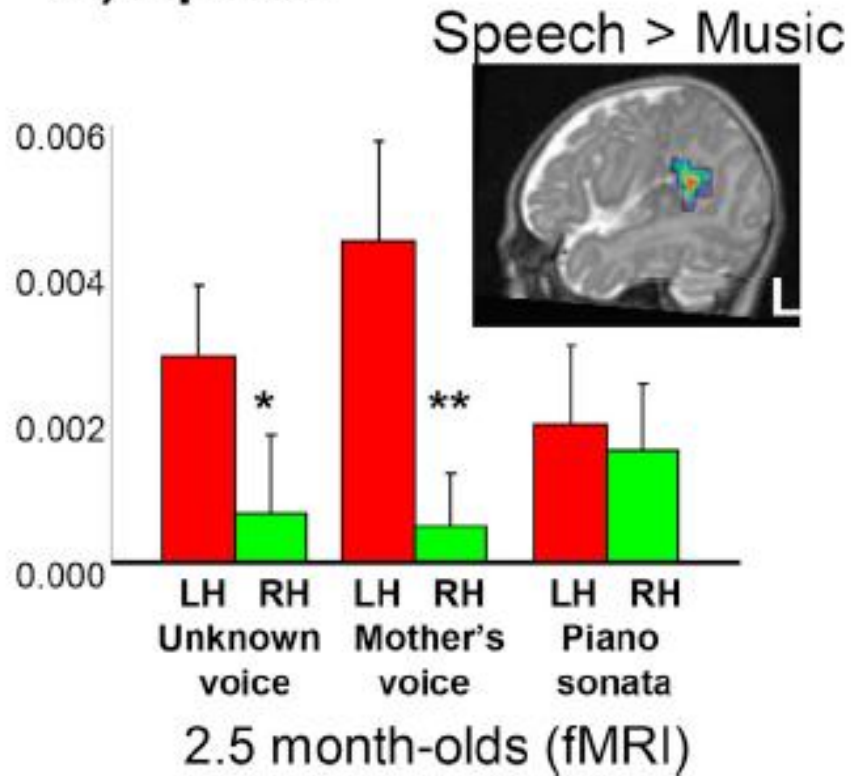 Speech > Music
0.006
0.004
0.002
0.000
*
**
L
LH RH LH RH LH RH
Unknown Mother's Piano
voice voice sonata
2.5 month-olds (fMRI)